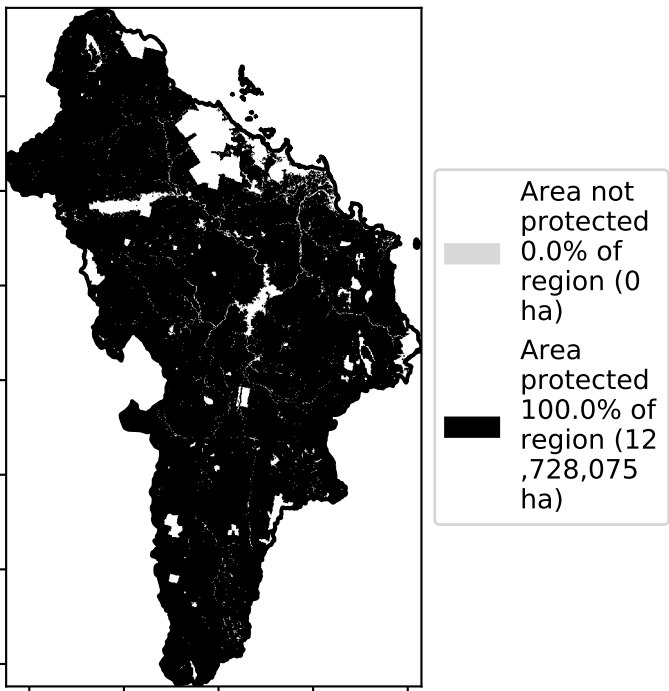 Area not
protected
0.0% of
region (0
ha)
Area
protected
100.0% of
region (12
,728,075
ha)